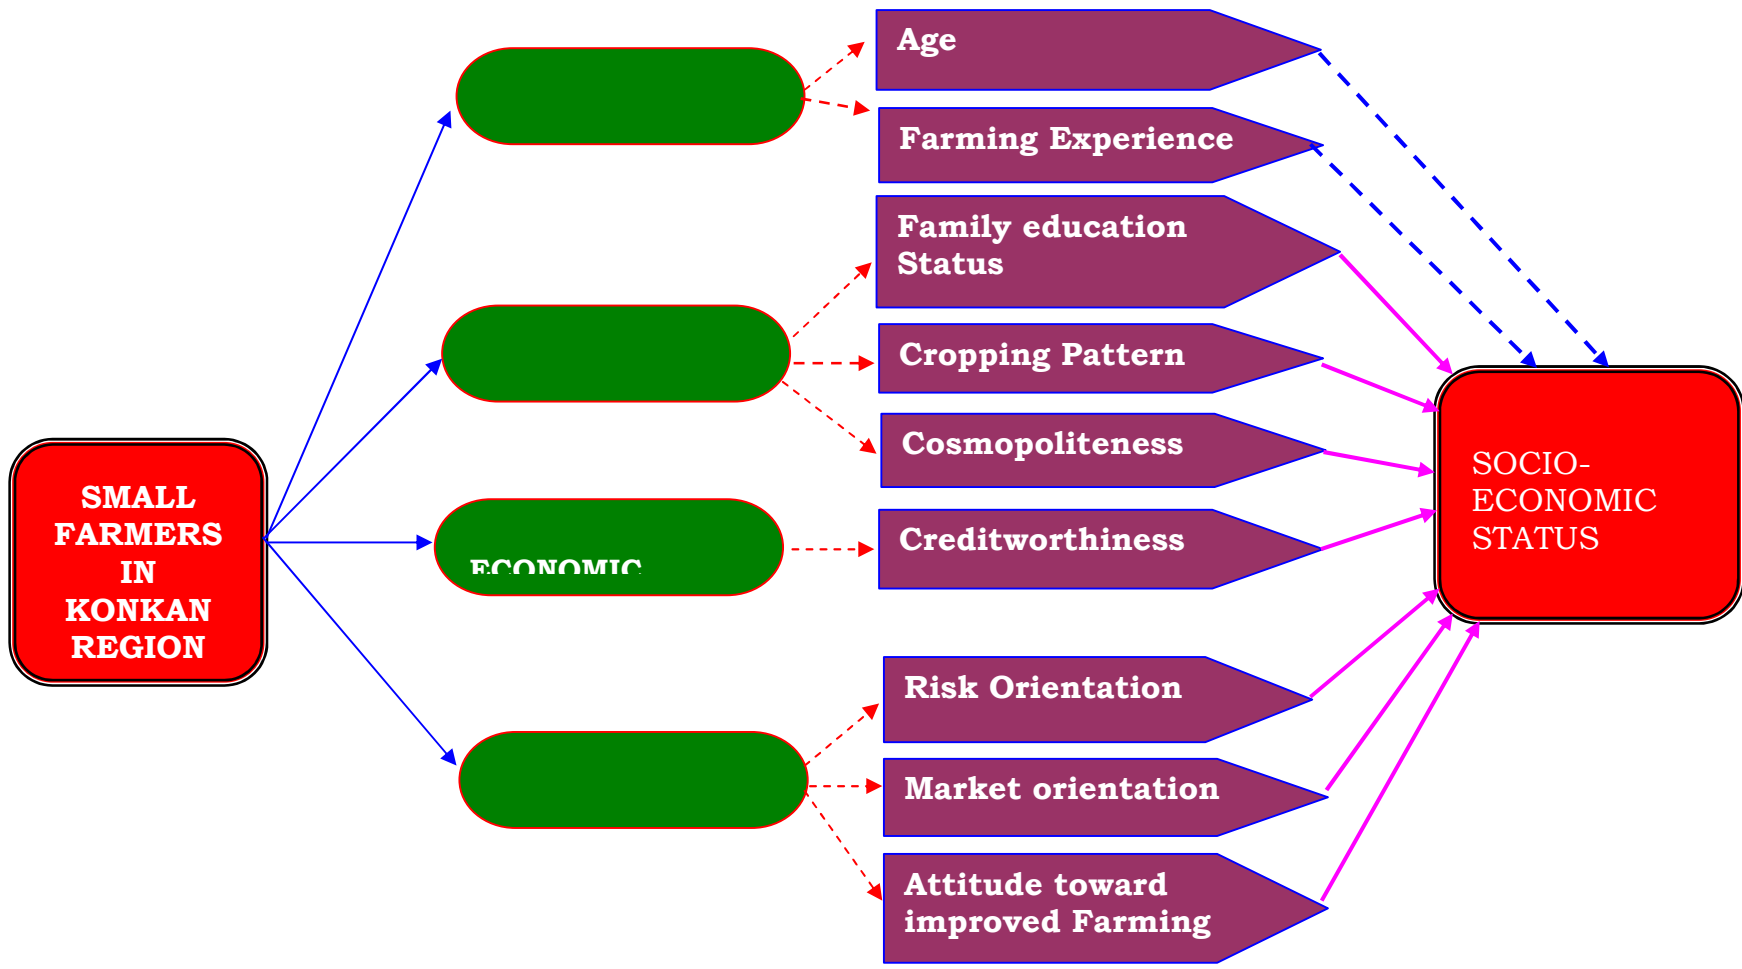 SMALL
FARMERS
IN
KONKAN
REGION
ECONOMIC
Age
Farming Experience
Family education
Status
Cropping Pattern
Cosmopoliteness
Creditworthiness
Risk Orientation
Market orientation
Attitude toward
improved Farming
SOCIO-
ECONOMIC
STATUS